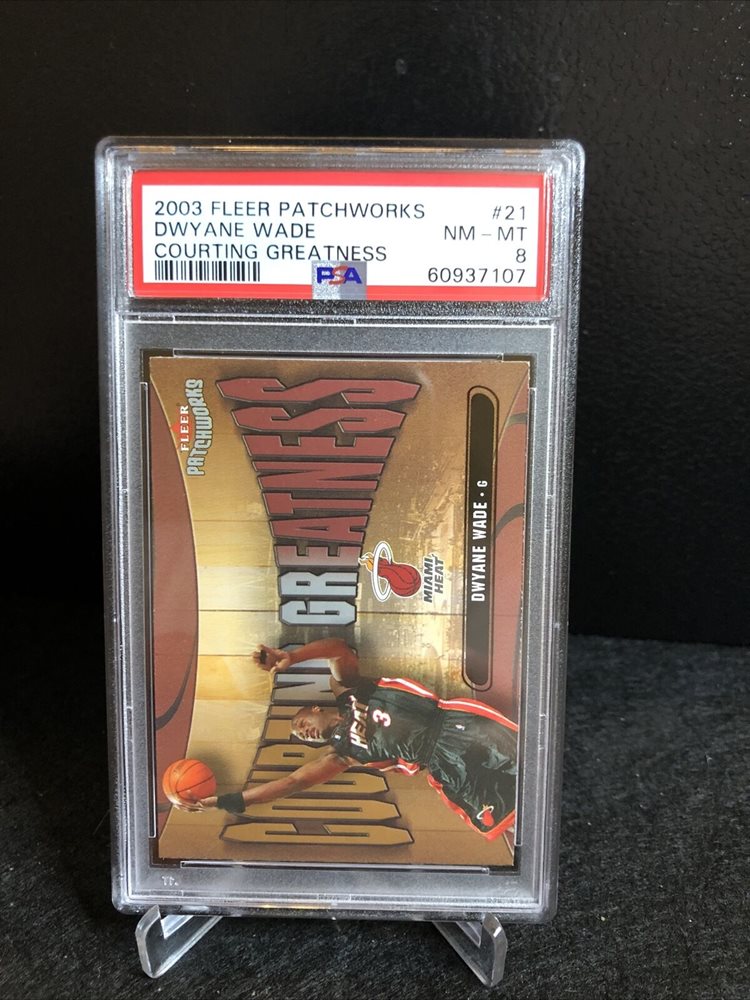 2003 FLEER PATCHWORKS #21
DWYANE WADE NM - MT
COURTING GREATNESS 8
PSA 60937107
FLEER
PATCHWORKS
COURTING GREATNESS
MIAMI
HEAT
DWYANE WADE • G
HEAT
3